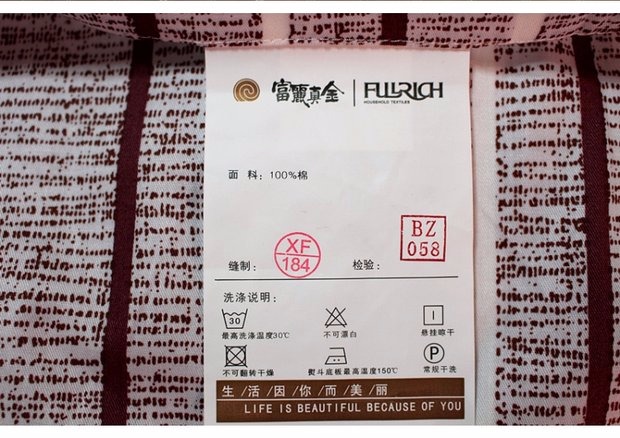 富丽真金 FULLRICH
HOUSEHOLD TEXTILES
面 料：100%棉
缝制： XF 184 检验： BZ 058
洗涤说明：
30
最高洗涤温度30℃ 不可漂白 悬挂晾干
P
不可翻转干燥 熨斗底板最高温度150℃ 常规干洗
生/活/因/你/而/美/丽
LIFE IS BEAUTIFUL BECAUSE OF YOU